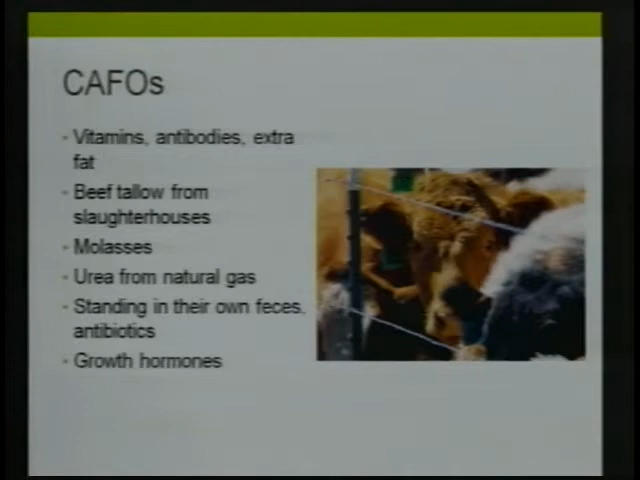 CAFOs
- Vitamins, antibodies, extra
fat
- Beef tallow from
slaughterhouses
- Molasses
- Urea from natural gas
- Standing in their own feces,
antibiotics
- Growth hormones